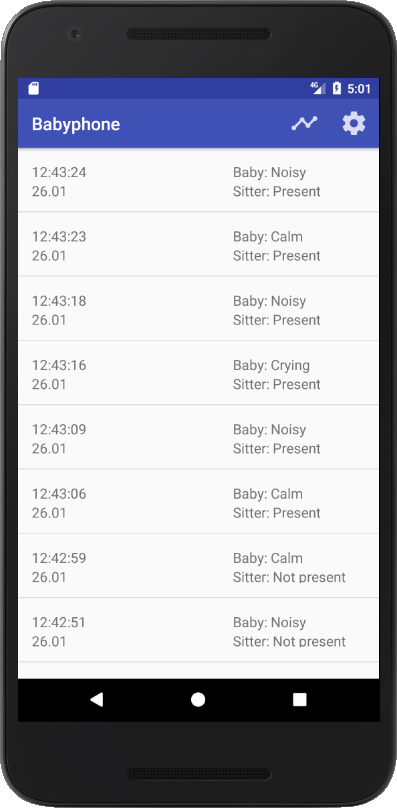 4G 5:01
Babyphone
12:43:24 Baby: Noisy
26.01 Sitter: Present
12:43:23 Baby: Calm
26.01 Sitter: Present
12:43:18 Baby: Noisy
26.01 Sitter: Present
12:43:16 Baby: Crying
26.01 Sitter: Present
12:43:09 Baby: Noisy
26.01 Sitter: Present
12:43:06 Baby: Calm
26.01 Sitter: Present
12:42:59 Baby: Calm
26.01 Sitter: Not present
12:42:51 Baby: Noisy
26.01 Sitter: Not present